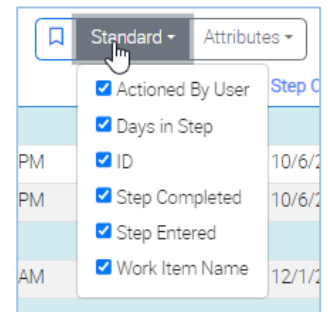 Standard Attributes
Actioned By User Step C
Days in Step
ID
PM 10/6/2
Step Completed
PM 10/6/2
Step Entered
Work Item Name
AM 12/1/2